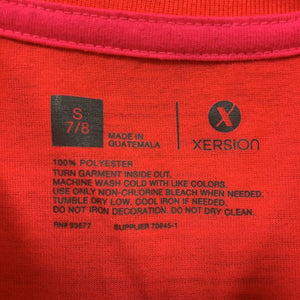 S
7/8
MADE IN
GUATEMALA
X
XERSION
100% POLYESTER
TURN GARMENT INSIDE OUT.
MACHINE WASH COLD WITH LIKE COLORS.
USE ONLY NON-CHLORINE BLEACH WHEN NEEDED.
TUMBLE DRY LOW, COOL IRON IF NEEDED.
DO NOT IRON DECORATION. DO NOT DRY CLEAN.
RN# 93677 SUPPLIER 70945-1